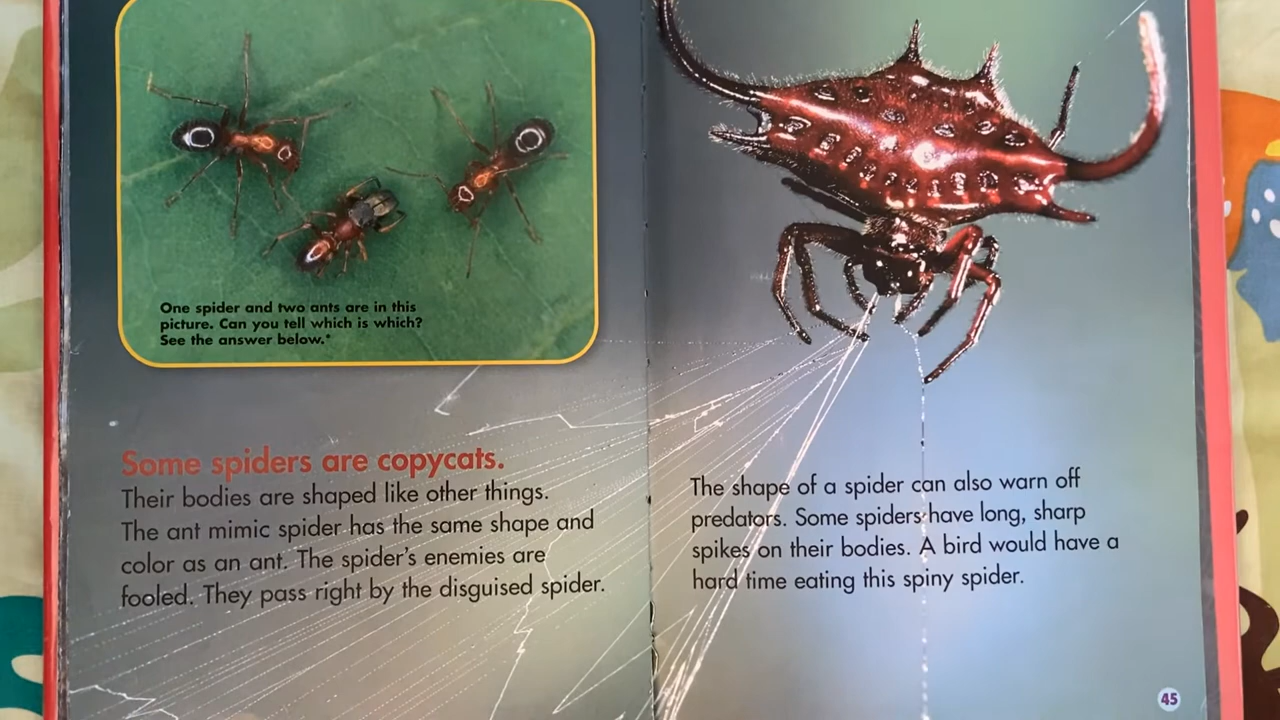 One spider and two ants are in this
picture. Can you tell which is which?
See the answer below.*
Some spiders are copycats.
Their bodies are shaped like other things.
The ant mimic spider has the same shape and
color as an ant. The spider's enemies are
fooled. They pass right by the disguised spider.
The shape of a spider can also warn off
predators. Some spiders have long, sharp
spikes on their bodies. A bird would have a
hard time eating this spiny spider.
45